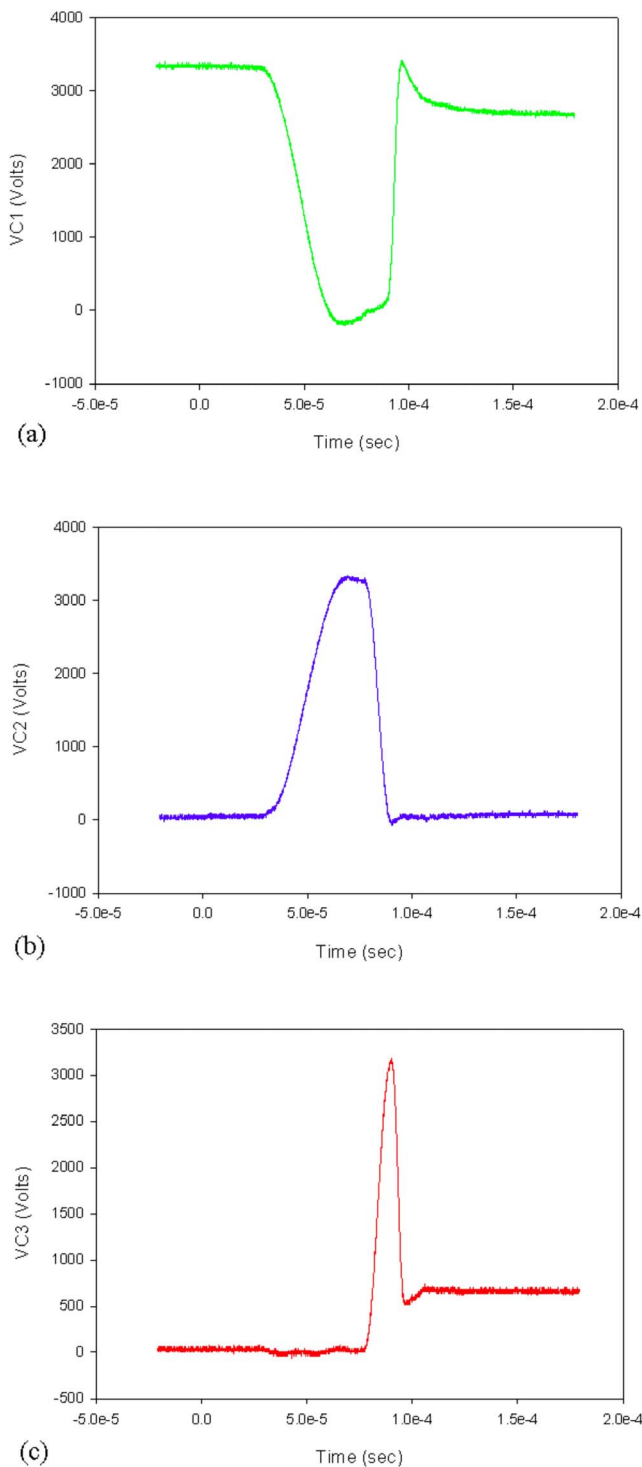 4000
3000
2000
1000
0
-1000
VC1 (Volts)
-5.0e-5 0.0 5.0e-5 1.0e-4 1.5e-4 2.0e-4
Time (sec)
(a)
4000
3000
2000
1000
0
-1000
VC2 (Volts)
-5.0e-5 0.0 5.0e-5 1.0e-4 1.5e-4 2.0e-4
Time (sec)
(b)
3500
3000
2500
2000
1500
1000
500
0
-500
VC3 (Volts)
-5.0e-5 0.0 5.0e-5 1.0e-4 1.5e-4 2.0e-4
Time (sec)
(c)